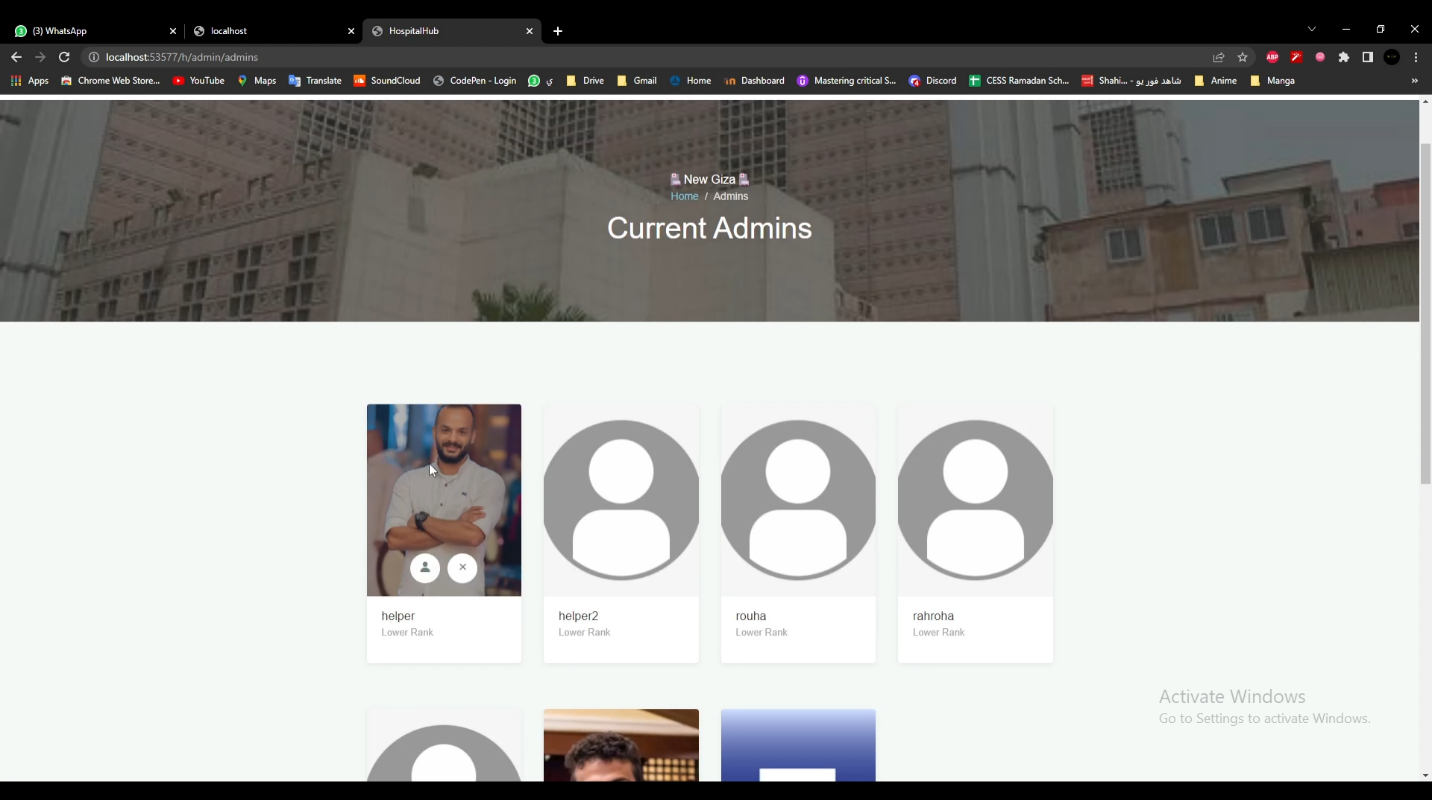 (3) WhatsApp
localhost
HospitalHub
localhost:53577/h/admin/admins
ABP
Apps
Chrome Web Store...
YouTube
Maps
Translate
SoundCloud
CodePen - Login
ي
Drive
Gmail
Home
Dashboard
Mastering critical S...
Discord
CESS Ramadan Sch...
شاهد فور يو - Shahi...
Anime
Manga
New Giza
Home / Admins
Current Admins
helper
Lower Rank
helper2
Lower Rank
rouha
Lower Rank
rahroha
Lower Rank
Activate Windows
Go to Settings to activate Windows.